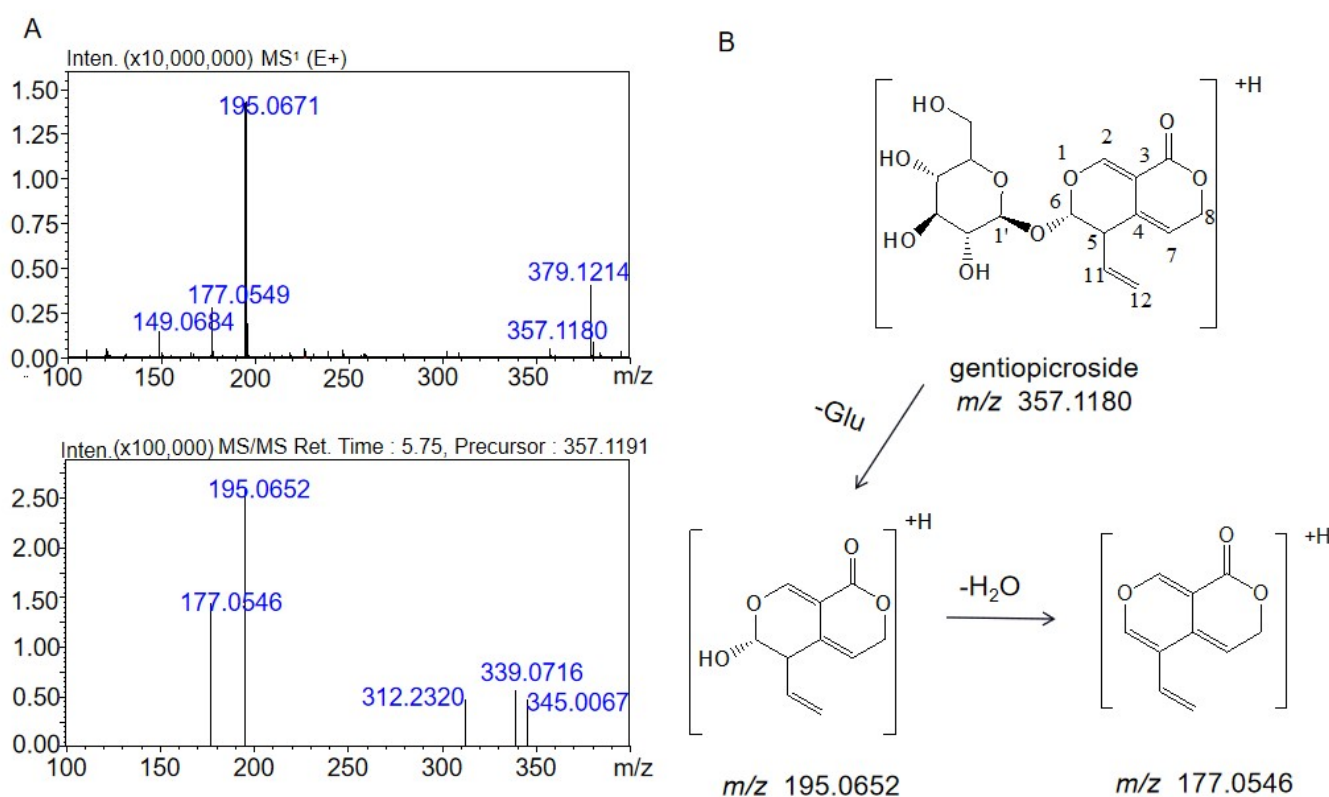 A
Inten. (x10,000,000) MS¹ (E+)
1.50
1.25
1.00
0.75
0.50
0.25
0.00
195.0671
379.1214
177.0549
149.0684
357.1180
100 150 200 250 300 350 m/z
Inten. (x100,000) MS/MS Ret. Time : 5.75, Precursor : 357.1191
2.50
2.00
1.50
1.00
0.50
0.00
195.0652
177.0546
339.0716
312.2320
345.0067
100 150 200 250 300 350 m/z
B
+H
HO
O
HO
O
1
2
3
O
O
HO
6
4
8
HO
1'
O
5
7
OH
11
12
gentiopicroside
m/z 357.1180
-Glu
+H
O
O
O
HO
m/z 195.0652
-H₂O
+H
O
O
O
m/z 177.0546